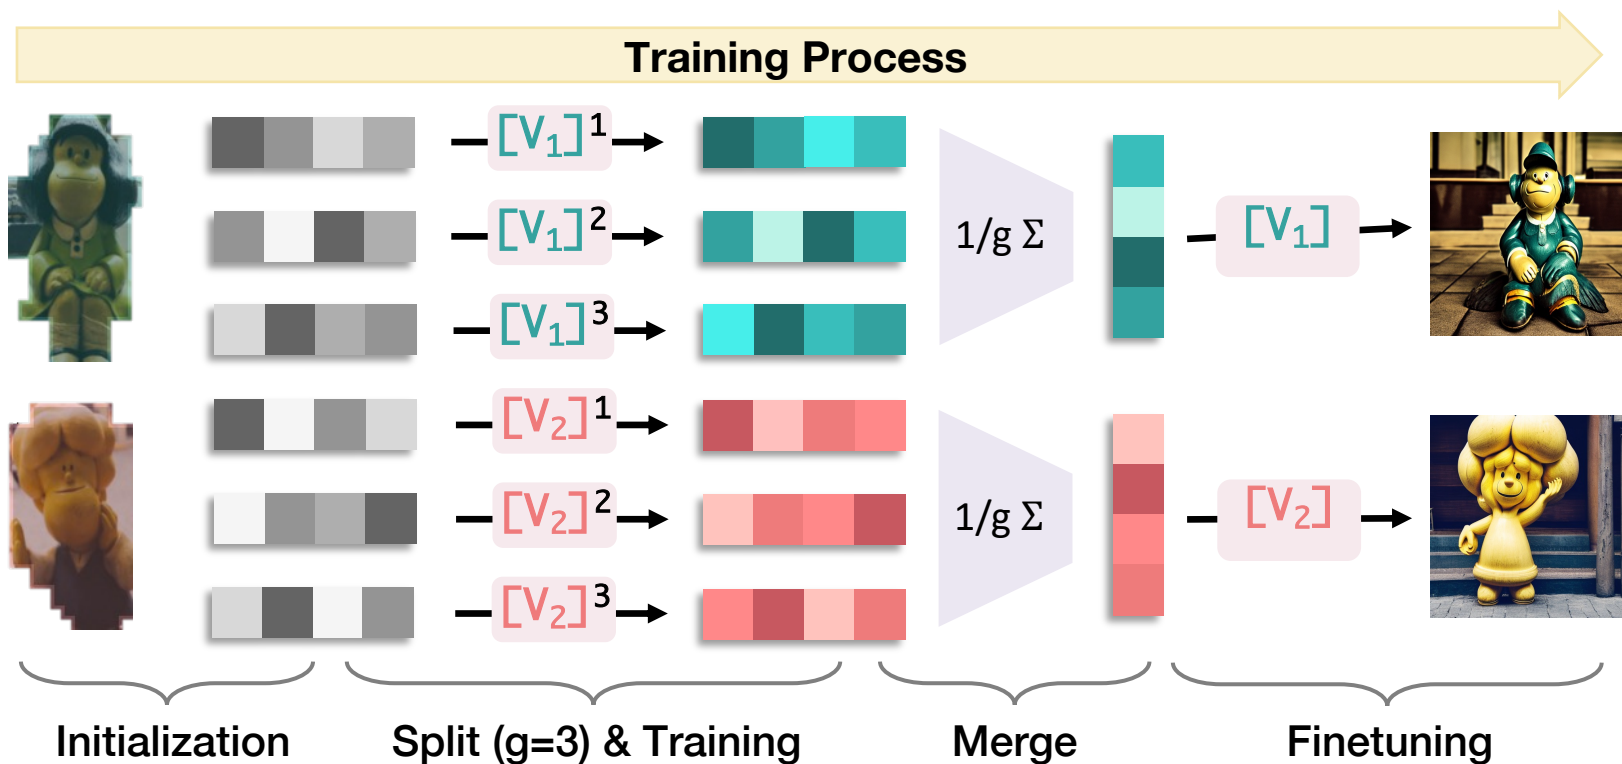 Training Process
[V₁]¹
[V₁]²
[V₁]³
1/g Σ
[V₁]
[V₂]¹
[V₂]²
[V₂]³
1/g Σ
[V₂]
Initialization
Split (g=3) & Training
Merge
Finetuning